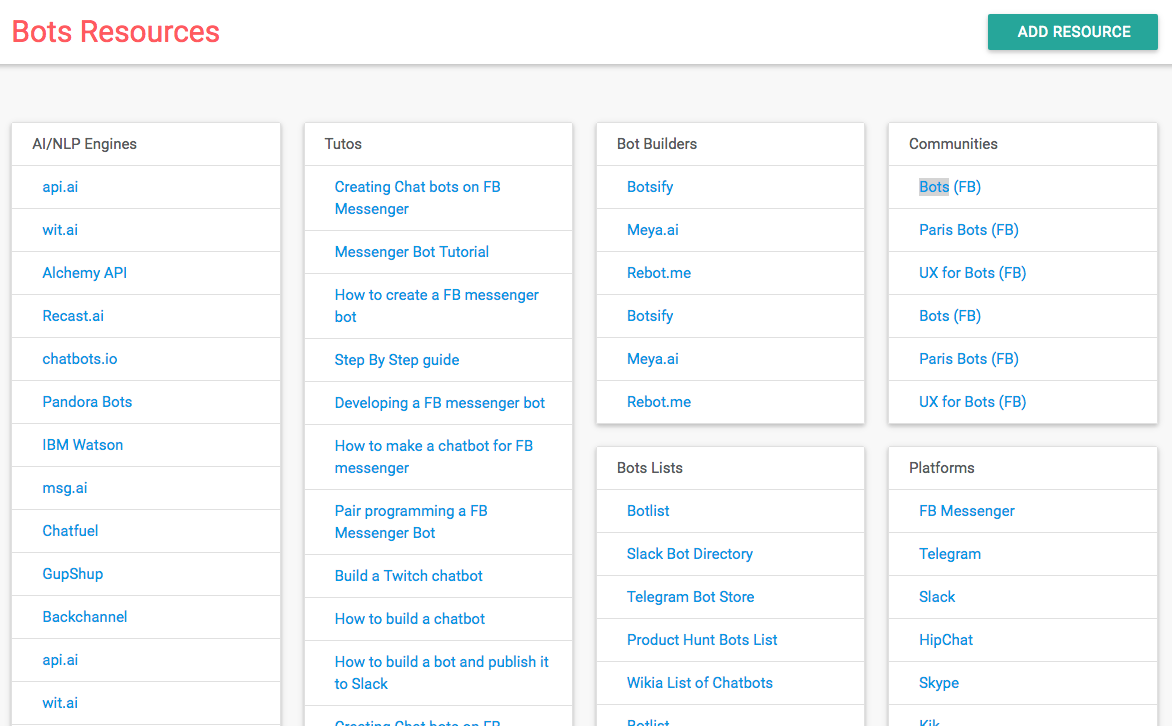 Bots Resources
ADD RESOURCE
AI/NLP Engines
api.ai
wit.ai
Alchemy API
Recast.ai
chatbots.io
Pandora Bots
IBM Watson
msg.ai
Chatfuel
GupShup
Backchannel
api.ai
wit.ai
Tutos
Creating Chat bots on FB
Messenger
Messenger Bot Tutorial
How to create a FB messenger
bot
Step By Step guide
Developing a FB messenger bot
How to make a chatbot for FB
messenger
Pair programming a FB
Messenger Bot
Build a Twitch chatbot
How to build a chatbot
How to build a bot and publish it
to Slack
Creating Chat bots on FB
Bot Builders
Botsify
Meya.ai
Rebot.me
Botsify
Meya.ai
Rebot.me
Bots Lists
Botlist
Slack Bot Directory
Telegram Bot Store
Product Hunt Bots List
Wikia List of Chatbots
Botlist
Communities
Bots (FB)
Paris Bots (FB)
UX for Bots (FB)
Bots (FB)
Paris Bots (FB)
UX for Bots (FB)
Platforms
FB Messenger
Telegram
Slack
HipChat
Skype
Kik